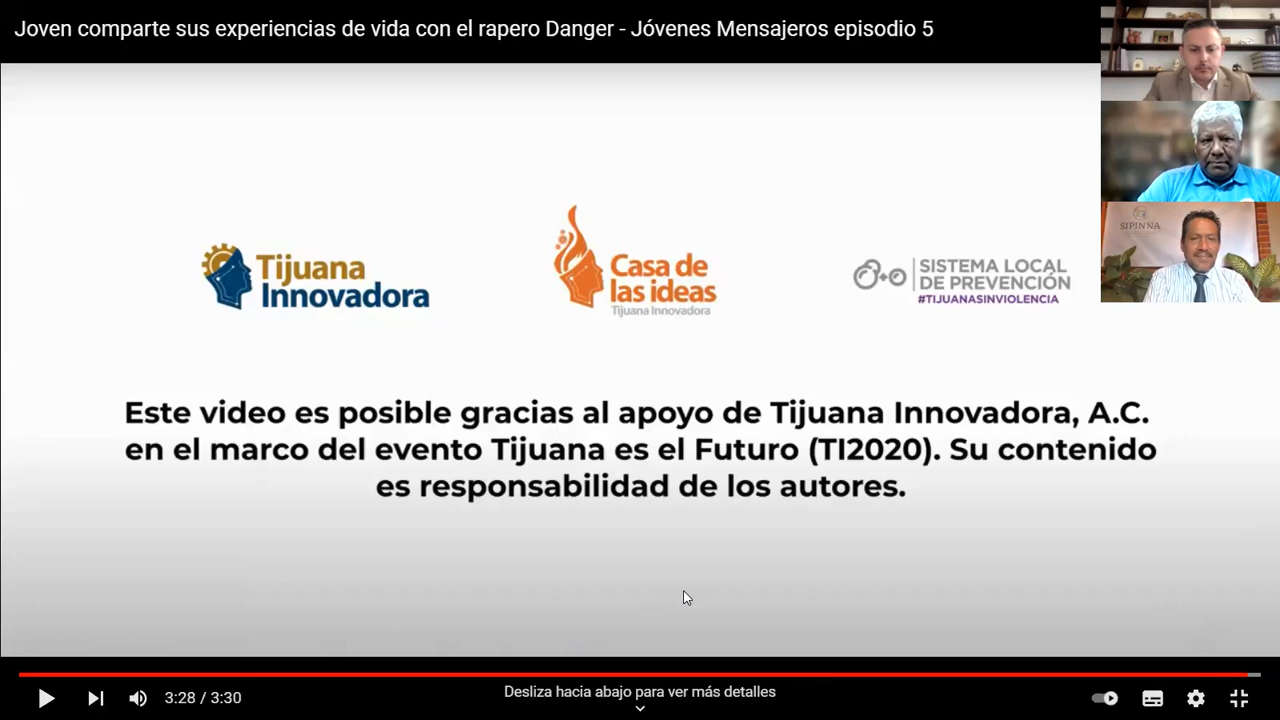 Joven comparte sus experiencias de vida con el rapero Danger - Jóvenes Mensajeros episodio 5
SIPINNA
Tijuana
Innovadora
Casa de
las ideas
Tijuana Innovadora
SISTEMA LOCAL
DE PREVENCIÓN
#TIJUANASINVIOLENCIA
Este video es posible gracias al apoyo de Tijuana Innovadora, A.C.
en el marco del evento Tijuana es el Futuro (TI2020). Su contenido
es responsabilidad de los autores.
3:28 / 3:30
Desliza hacia abajo para ver más detalles